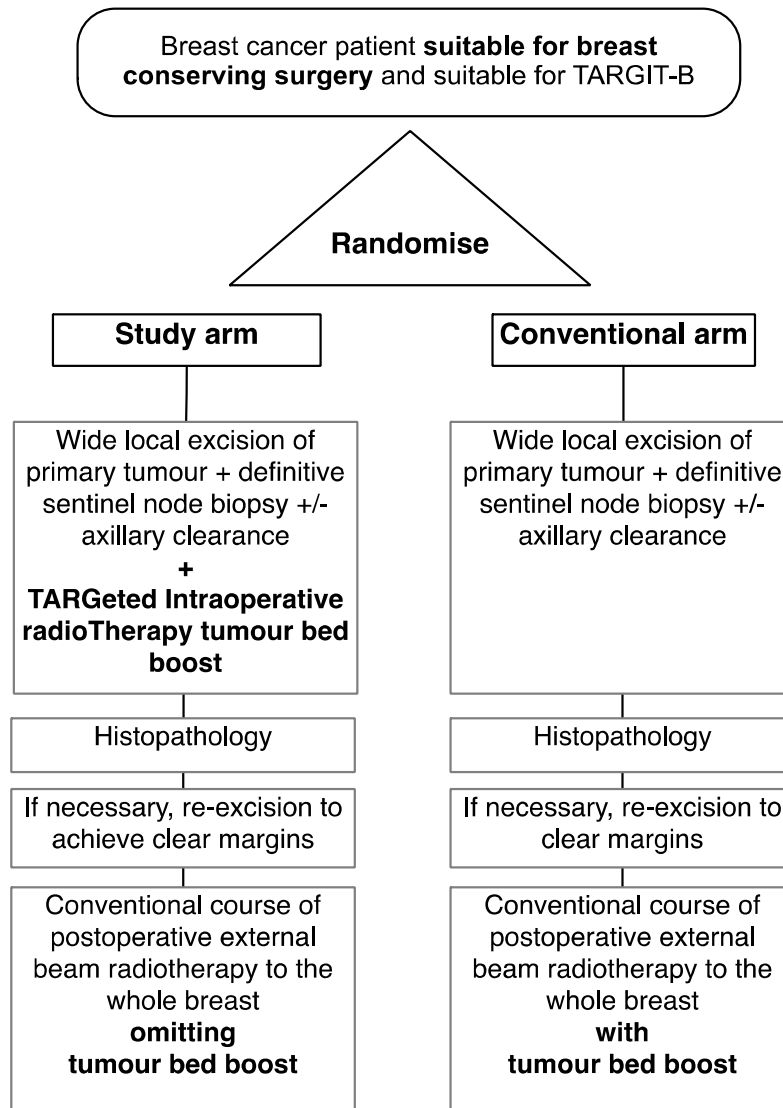 Breast cancer patient suitable for breast
conserving surgery and suitable for TARGIT-B
Randomise
Study arm
Wide local excision of
primary tumour + definitive
sentinel node biopsy +/-
axillary clearance
+
TARGeted Intraoperative
radioTherapy tumour bed
boost
Histopathology
If necessary, re-excision to
achieve clear margins
Conventional course of
postoperative external
beam radiotherapy to the
whole breast
omitting
tumour bed boost
Conventional arm
Wide local excision of
primary tumour + definitive
sentinel node biopsy +/-
axillary clearance
Histopathology
If necessary, re-excision to
clear margins
Conventional course of
postoperative external
beam radiotherapy to the
whole breast
with
tumour bed boost